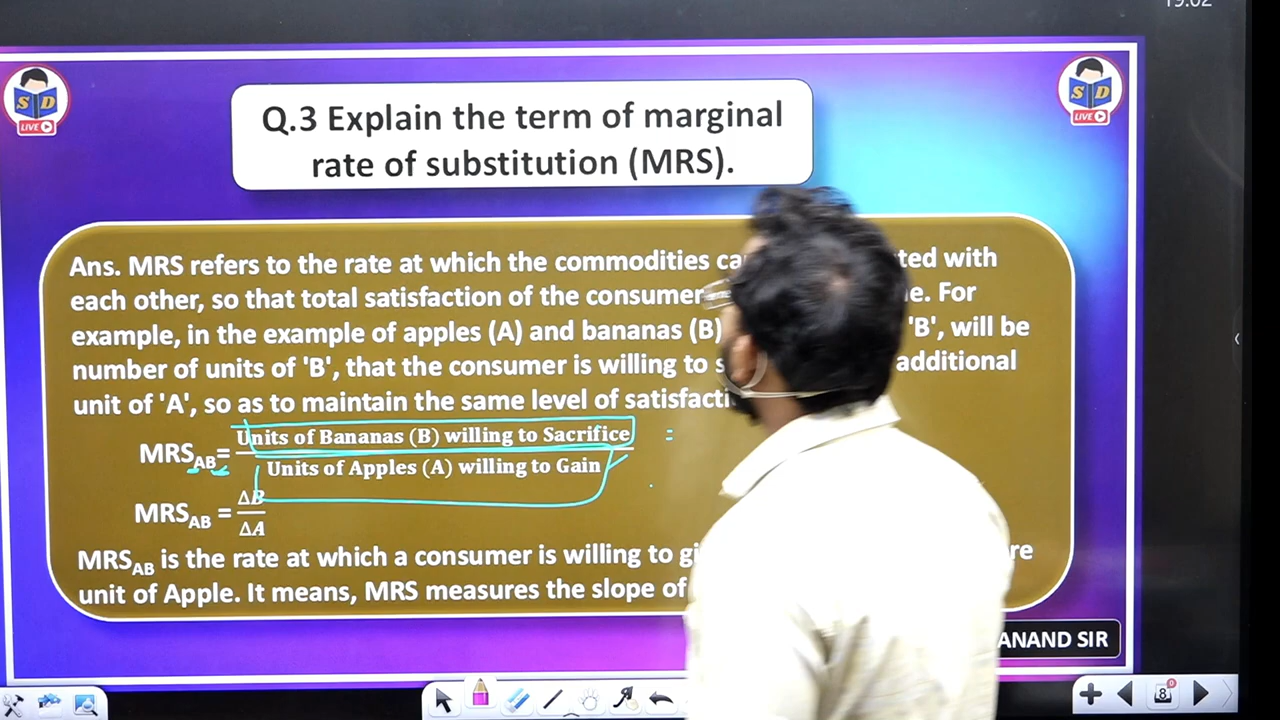 19:02
S D
LIVE
S D
LIVE
Q.3 Explain the term of marginal
rate of substitution (MRS).
Ans. MRS refers to the rate at which the commodities ted with
each other, so that total satisfaction of the consumer e. For
example, in the example of apples (A) and bananas (B) 'B', will be
number of units of 'B', that the consumer is willing to additional
unit of 'A', so as to maintain the same level of
MRSAB= Units of Bananas (B) willing to Sacrifice =
Units of Apples (A) willing to Gain
MRSAB = ΔB
ΔA
MRSAB is the rate at which a consumer is willing to re
unit of Apple. It means, MRS measures the slope of
ANAND SIR
8